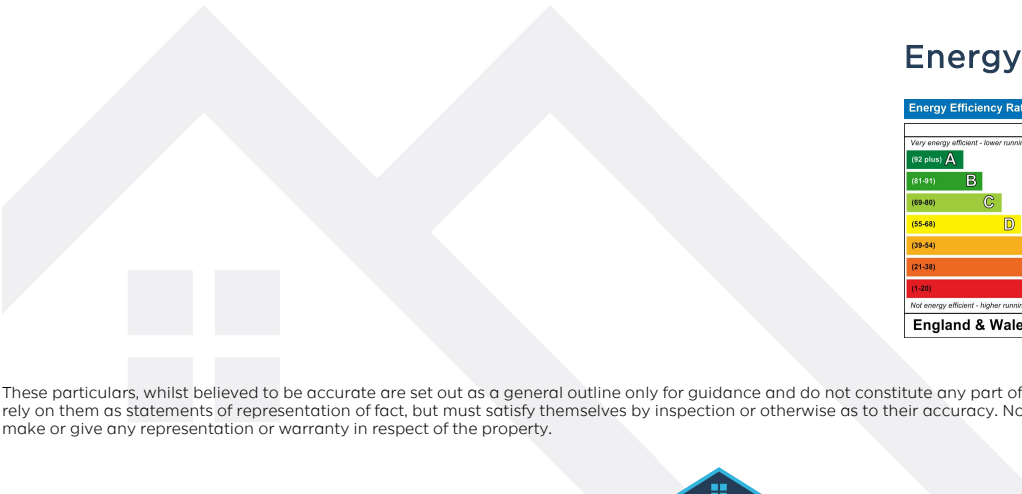 Energy
Energy Efficiency Rat
Very energy efficient - lower runnin
(92 plus) A
(81-91) B
(69-80) C
(55-68) D
(39-54)
(21-38)
(1-20)
Not energy efficient - higher runnin
England & Wale
These particulars, whilst believed to be accurate are set out as a general outline only for guidance and do not constitute any part of
rely on them as statements of representation of fact, but must satisfy themselves by inspection or otherwise as to their accuracy. No
make or give any representation or warranty in respect of the property.